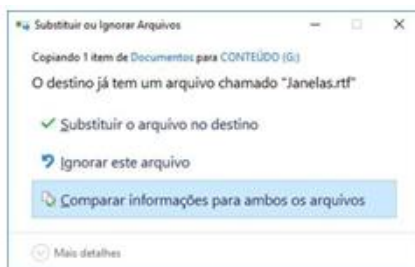 Substituir ou Ignorar Arquivos
Copiando 1 item de Documentos para CONTEÚDO (G:)
O destino já tem um arquivo chamado "Janelas.rtf"
Substituir o arquivo no destino
Ignorar este arquivo
Comparar informações para ambos os arquivos
Mais detalhes